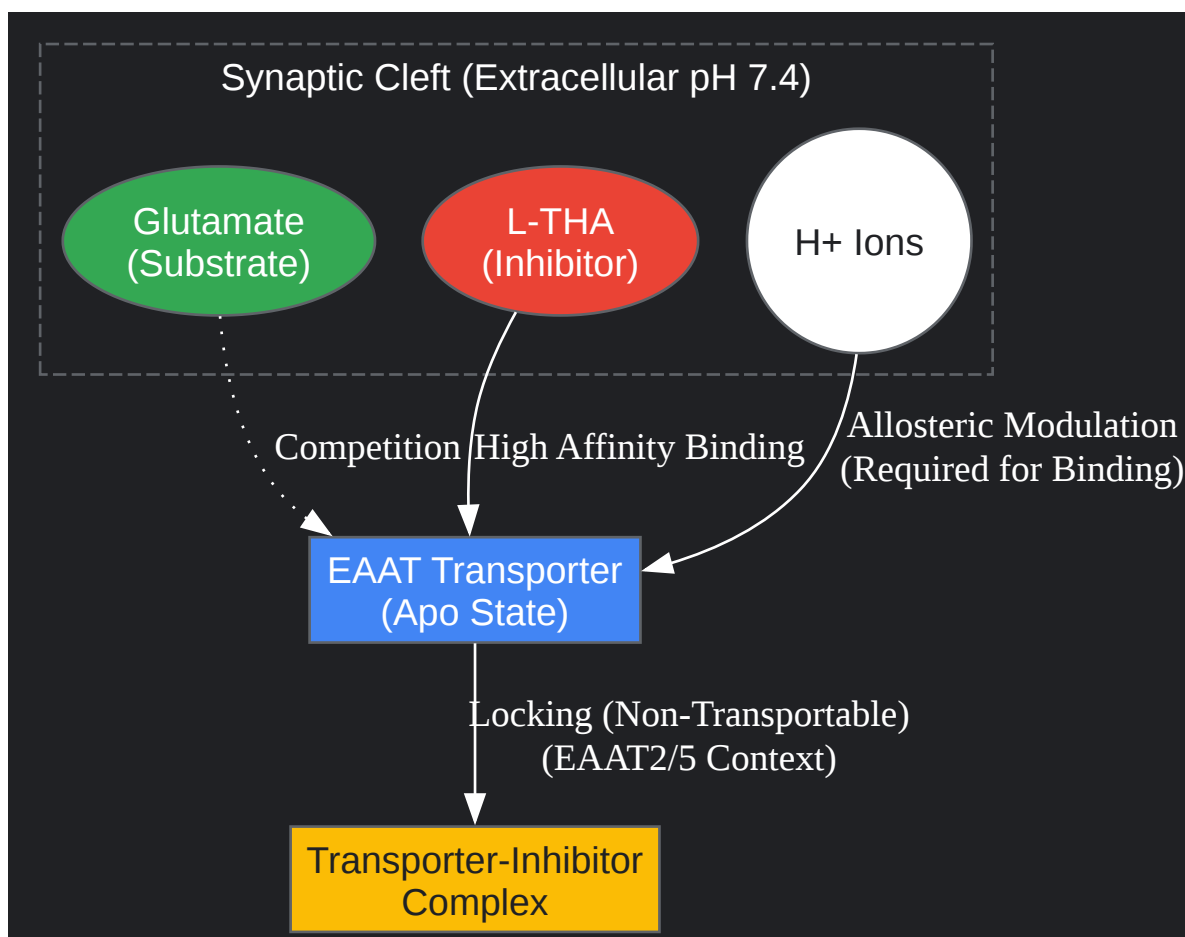 Synaptic Cleft (Extracellular pH 7.4)
Glutamate
(Substrate)
L-THA
(Inhibitor)
H+ Ions
Competition
High Affinity Binding
Allosteric Modulation
(Required for Binding)
EAAT Transporter
(Apo State)
Locking (Non-Transportable)
(EAAT2/5 Context)
Transporter-Inhibitor
Complex